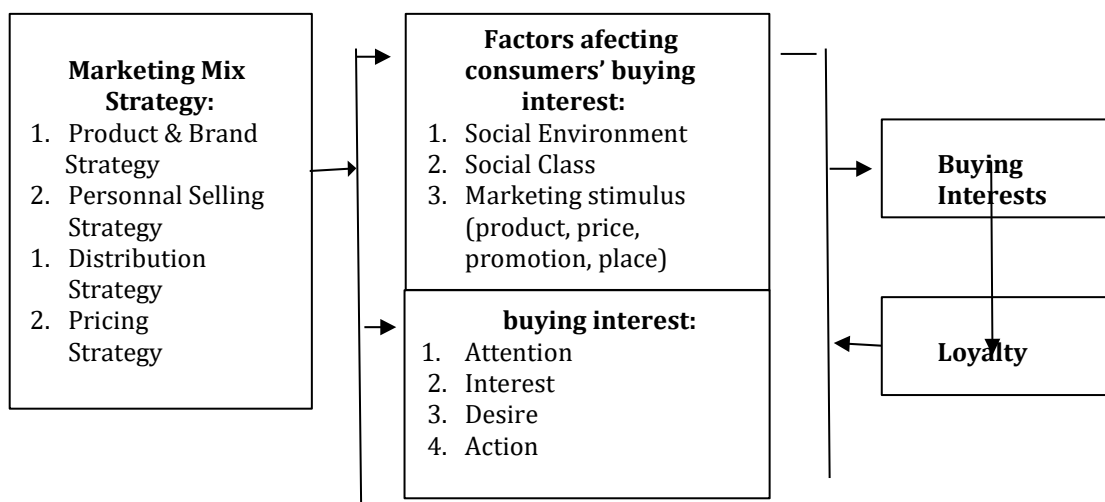 Marketing Mix
Strategy:
1. Product & Brand
Strategy
2. Personnal Selling
Strategy
1. Distribution
Strategy
2. Pricing
Strategy
Factors afecting
consumers’ buying
interest:
1. Social Environment
2. Social Class
3. Marketing stimulus
(product, price,
promotion, place)
buying interest:
1. Attention
2. Interest
3. Desire
4. Action
Buying
Interests
Loyalty